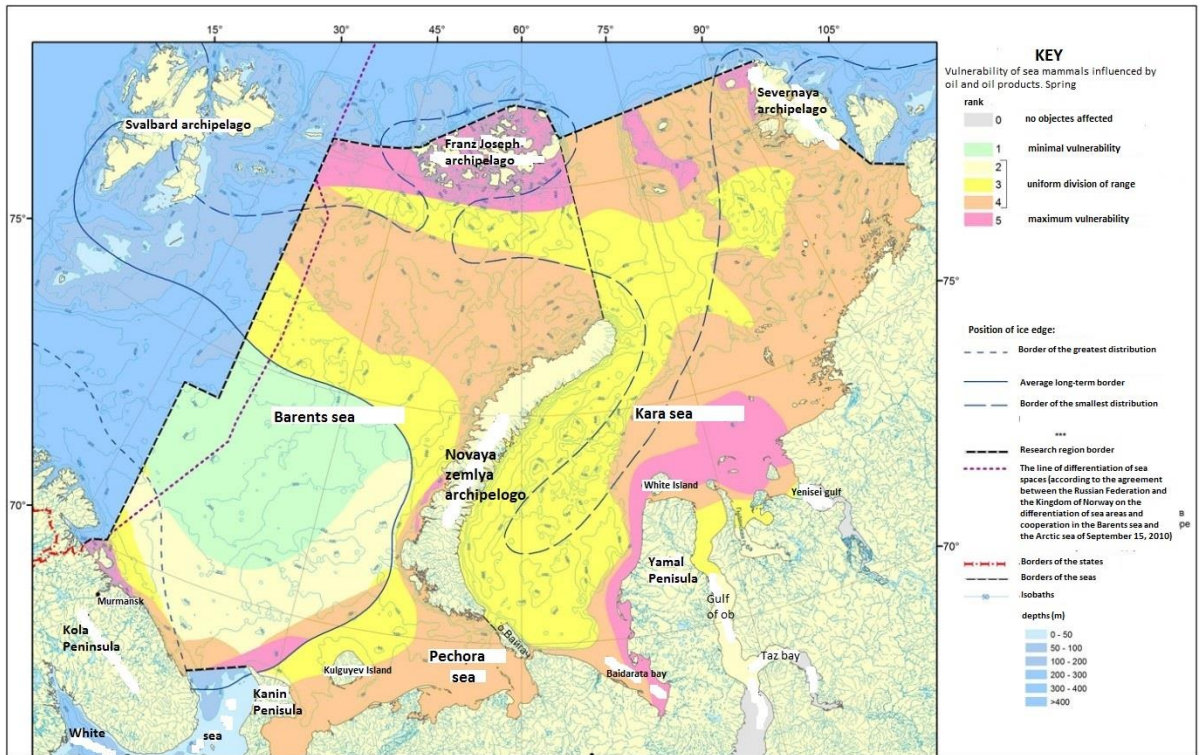 15°
30°
45°
60°
75°
90°
105°
KEY
Vulnerability of sea mammals influenced by
oil and oil products. Spring
rank
0 no objectes affected
1 minimal vulnerability
2
3 uniform division of range
4
5 maximum vulnerability
Severnaya
archipelago
Svalbard archipelago
Franz Joseph
archipelago
75°
75°
Position of ice edge:
Border of the greatest distribution
Average long-term border
Border of the smallest distribution
***
Research region border
The line of differentiation of sea
spaces (according to the agreement
between the Russian Federation and
the Kingdom of Norway on the
differentiation of sea areas and
cooperation in the Barents sea and
the Arctic sea of September 15, 2010)
В
ре
Borders of the states
Borders of the seas
50 Isobaths
depths (m)
0 - 50
50 - 100
100 - 200
200 - 300
300 - 400
>400
Barents sea
Kara sea
Novaya
zemlya
archipelogo
White Island
Yenisei gulf
70°
70°
Yamal
Penisula
Murmansk
Gulf
of ob
Kola
Peninsula
о.Вайгач
Pechora
sea
Kulguyev Island
Baidarata bay
Taz bay
Kanin
Penisula
White
sea